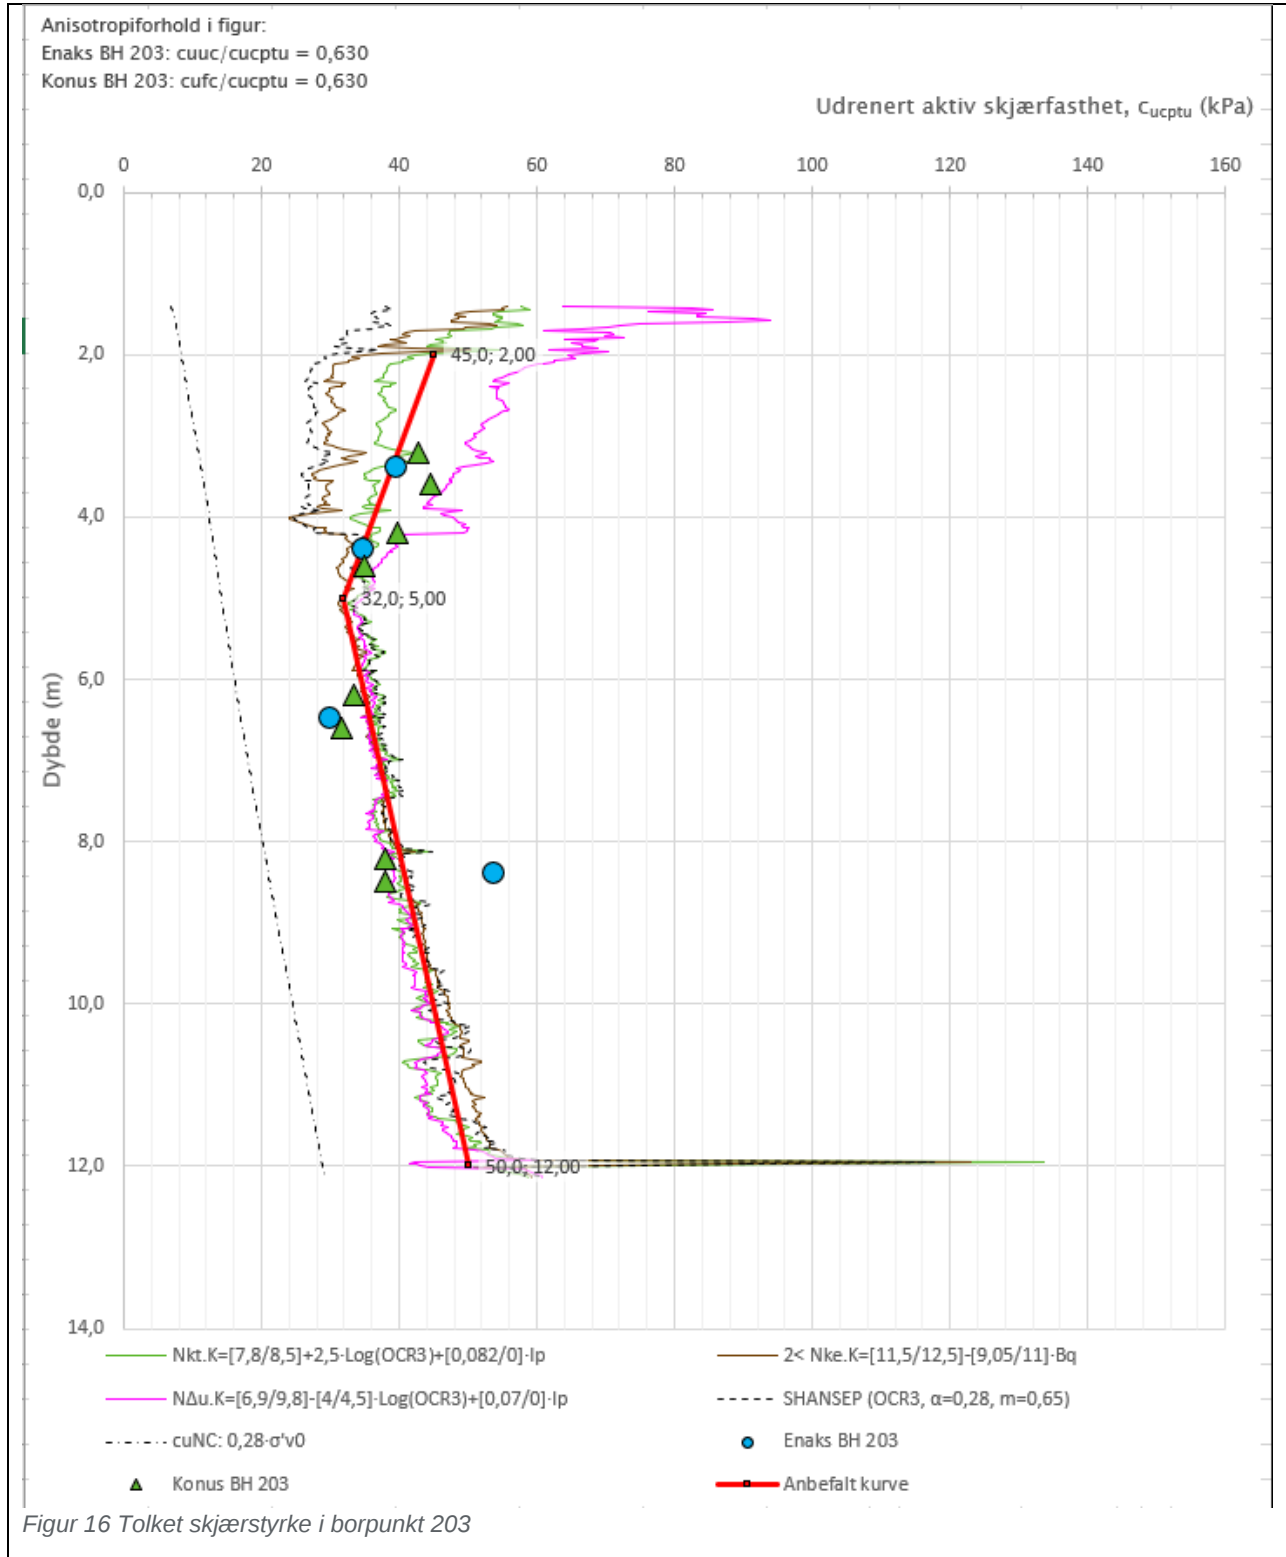 Anisotropiforhold i figur:
Enaks BH 203: cuuc/cucptu = 0,630
Konus BH 203: cufc/cucptu = 0,630
Udrenert aktiv skjærfasthet, cucptu (kPa)
0 20 40 60 80 100 120 140 160
0,0
2,0
45,0; 2,00
4,0
32,0; 5,00
Dybde (m)
6,0
8,0
10,0
12,0
50,0; 12,00
14,0
Nkt.K=[7,8/8,5]+2,5·Log(OCR3)+[0,082/0]·Ip
2< Nke.K=[11,5/12,5]-[9,05/11]·Bq
NΔu.K=[6,9/9,8]-[4/4,5]·Log(OCR3)+[0,07/0]·Ip
SHANSEP (OCR3, α=0,28, m=0,65)
cuNC: 0,28·σ'v0
Enaks BH 203
Konus BH 203
Anbefalt kurve
Figur 16 Tolket skjærstyrke i borpunkt 203